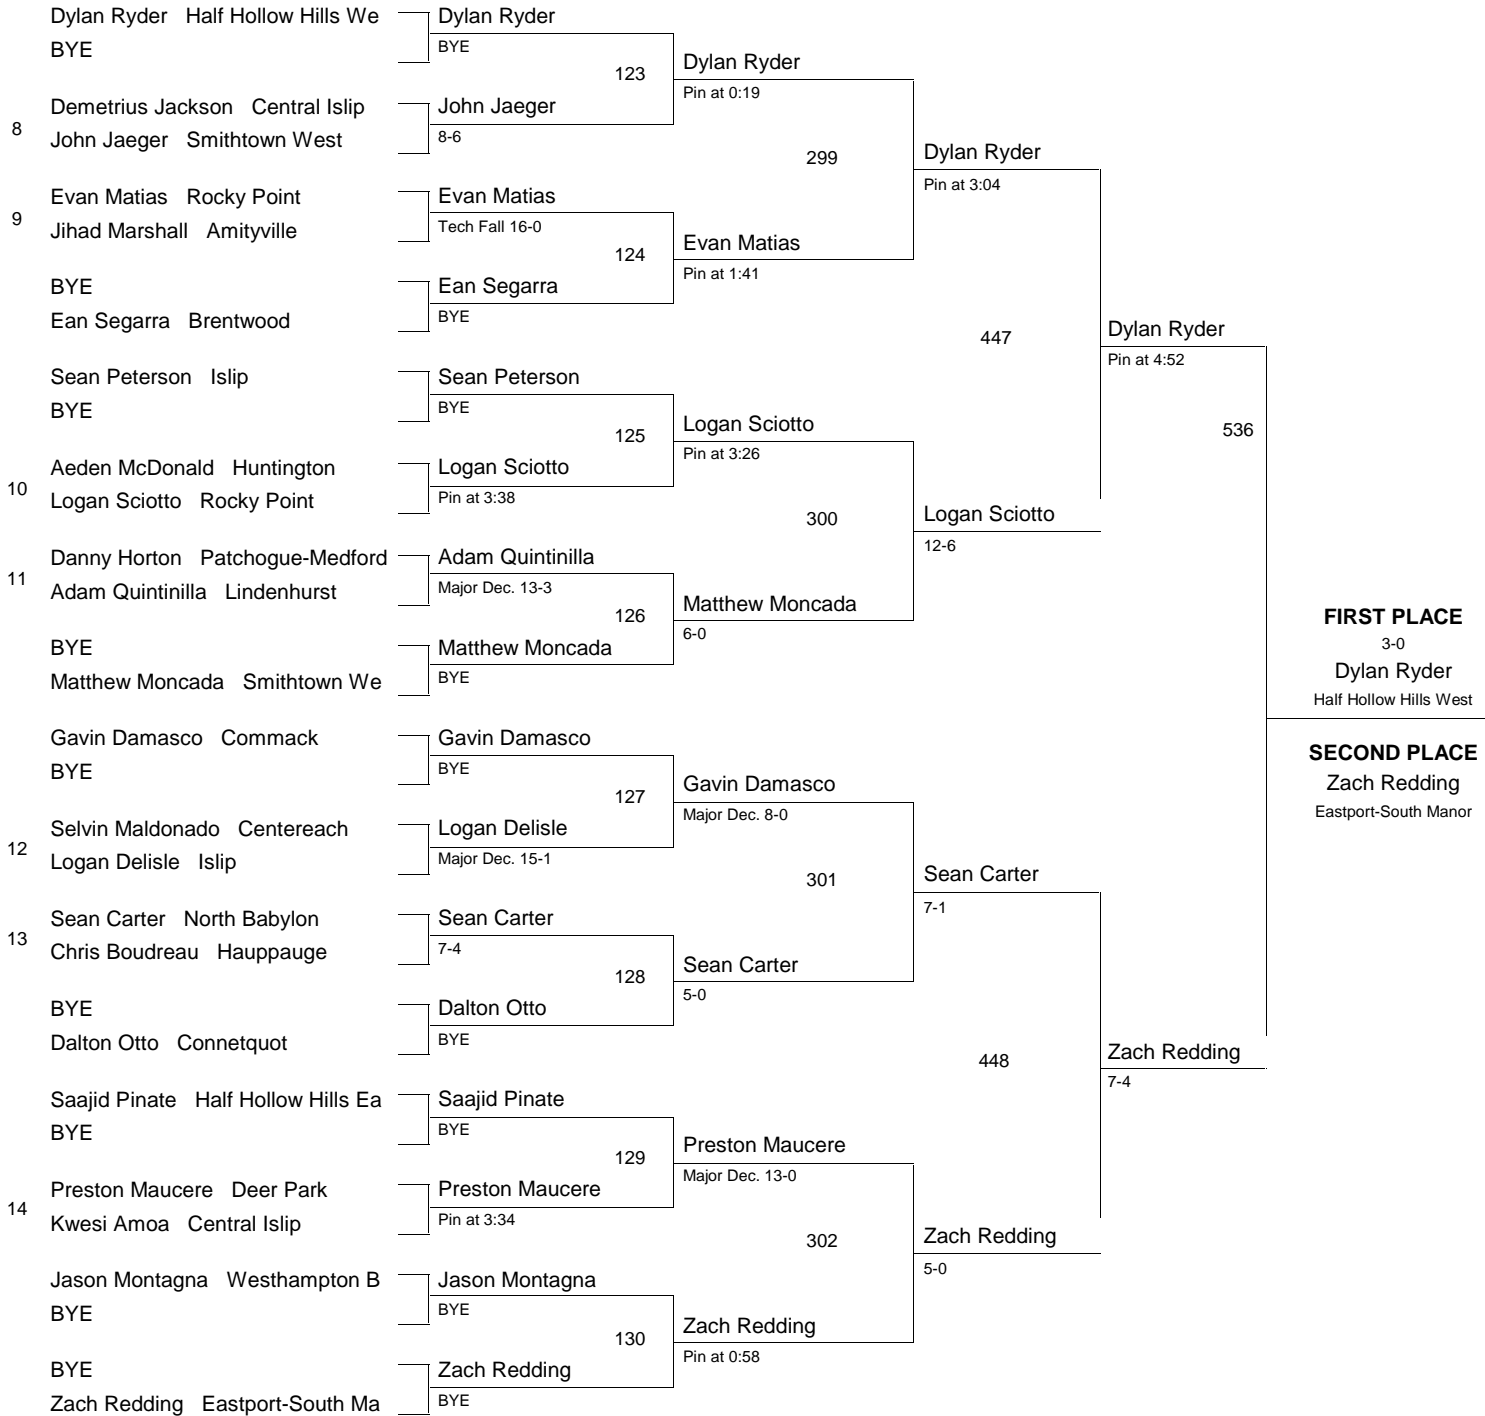 Dylan Ryder Half Hollow Hills We
BYE
8
Demetrius Jackson Central Islip
John Jaeger Smithtown West
9
Evan Matias Rocky Point
Jihad Marshall Amityville
BYE
Ean Segarra Brentwood
Sean Peterson Islip
BYE
10
Aeden McDonald Huntington
Logan Sciotto Rocky Point
11
Danny Horton Patchogue-Medford
Adam Quintinilla Lindenhurst
BYE
Matthew Moncada Smithtown We
Gavin Damasco Commack
BYE
12
Selvin Maldonado Centereach
Logan Delisle Islip
13
Sean Carter North Babylon
Chris Boudreau Hauppauge
BYE
Dalton Otto Connetquot
Saajid Pinate Half Hollow Hills Ea
BYE
14
Preston Maucere Deer Park
Kwesi Amoa Central Islip
Jason Montagna Westhampton B
BYE
BYE
Zach Redding Eastport-South Ma
Dylan Ryder
BYE
123
John Jaeger
8-6
Evan Matias
Tech Fall 16-0
124
Ean Segarra
BYE
Sean Peterson
BYE
125
Logan Sciotto
Pin at 3:38
Adam Quintinilla
Major Dec. 13-3
126
Matthew Moncada
BYE
Gavin Damasco
BYE
127
Logan Delisle
Major Dec. 15-1
Sean Carter
7-4
128
Dalton Otto
BYE
Saajid Pinate
BYE
129
Preston Maucere
Pin at 3:34
Jason Montagna
BYE
130
Zach Redding
BYE
Dylan Ryder
Pin at 0:19
299
Evan Matias
Pin at 1:41
Logan Sciotto
Pin at 3:26
300
Matthew Moncada
6-0
Gavin Damasco
Major Dec. 8-0
301
Sean Carter
5-0
Preston Maucere
Major Dec. 13-0
302
Zach Redding
Pin at 0:58
Dylan Ryder
Pin at 3:04
447
Logan Sciotto
12-6
Sean Carter
7-1
448
Zach Redding
5-0
Dylan Ryder
Pin at 4:52
536
Zach Redding
7-4
FIRST PLACE
3-0
Dylan Ryder
Half Hollow Hills West
SECOND PLACE
Zach Redding
Eastport-South Manor